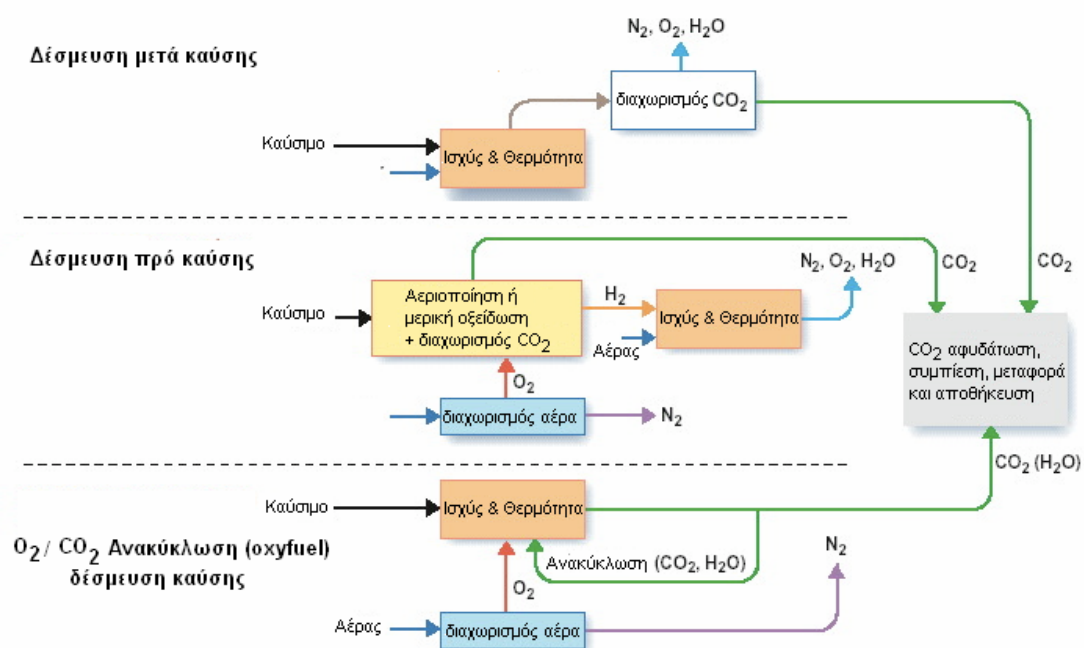 Δέσμευση μετά καύσης
N2, O2, H2O
διαχωρισμός CO2
Καύσιμο
Ισχύς & Θερμότητα
CO2
CO2
Δέσμευση πρό καύσης
N2, O2, H2O
Καύσιμο
Αεριοποίηση ή
μερική οξείδωση
+ διαχωρισμός CO2
H2
Ισχύς & Θερμότητα
Αέρας
O2
διαχωρισμός αέρα
N2
CO2 αφυδάτωση,
συμπίεση, μεταφορά
και αποθήκευση
CO2 (H2O)
Καύσιμο
Ισχύς & Θερμότητα
O2 / CO2 Ανακύκλωση (oxyfuel)
δέσμευση καύσης
Ανακύκλωση (CO2, H2O)
N2
O2
Αέρας
διαχωρισμός αέρα